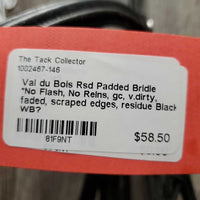 The Tack Collector
1002467-146
Val du Bois Rsd Padded Bridle
*No Flash, No Reins, gc, v.dirty,
faded, scraped edges, residue Black
WB?
81F9NT
$58.50